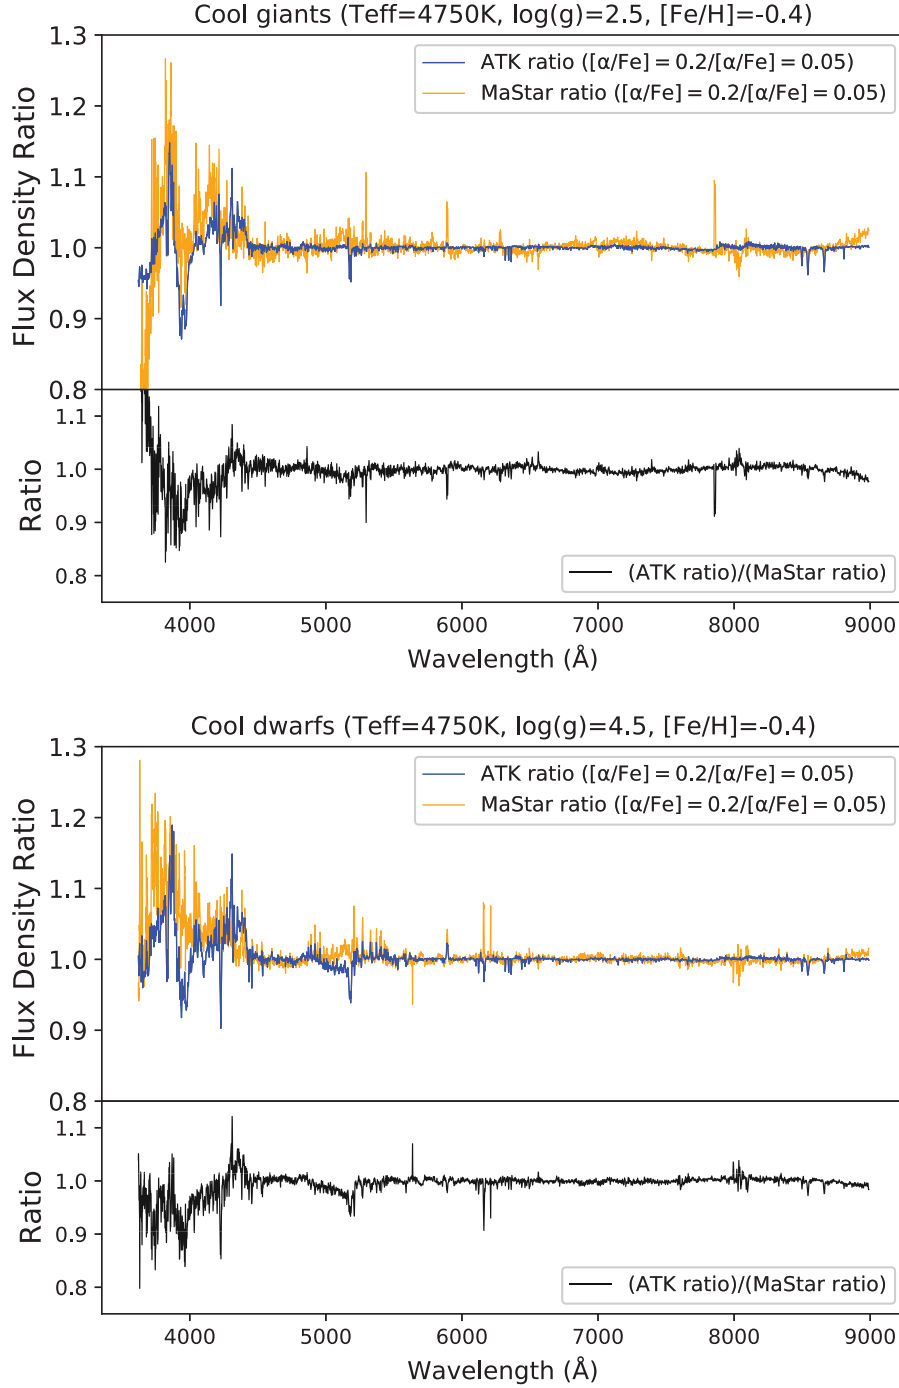 Cool giants (Teff=4750K, log(g)=2.5, [Fe/H]=-0.4)
1.3
1.2
1.1
1.0
0.9
0.8
Flux Density Ratio
ATK ratio ([α/Fe] = 0.2/[α/Fe] = 0.05)
MaStar ratio ([α/Fe] = 0.2/[α/Fe] = 0.05)
1.1
1.0
0.9
0.8
Ratio
(ATK ratio)/(MaStar ratio)
4000 5000 6000 7000 8000 9000
Wavelength (Å)
Cool dwarfs (Teff=4750K, log(g)=4.5, [Fe/H]=-0.4)
1.3
1.2
1.1
1.0
0.9
0.8
Flux Density Ratio
ATK ratio ([α/Fe] = 0.2/[α/Fe] = 0.05)
MaStar ratio ([α/Fe] = 0.2/[α/Fe] = 0.05)
1.1
1.0
0.9
0.8
Ratio
(ATK ratio)/(MaStar ratio)
4000 5000 6000 7000 8000 9000
Wavelength (Å)